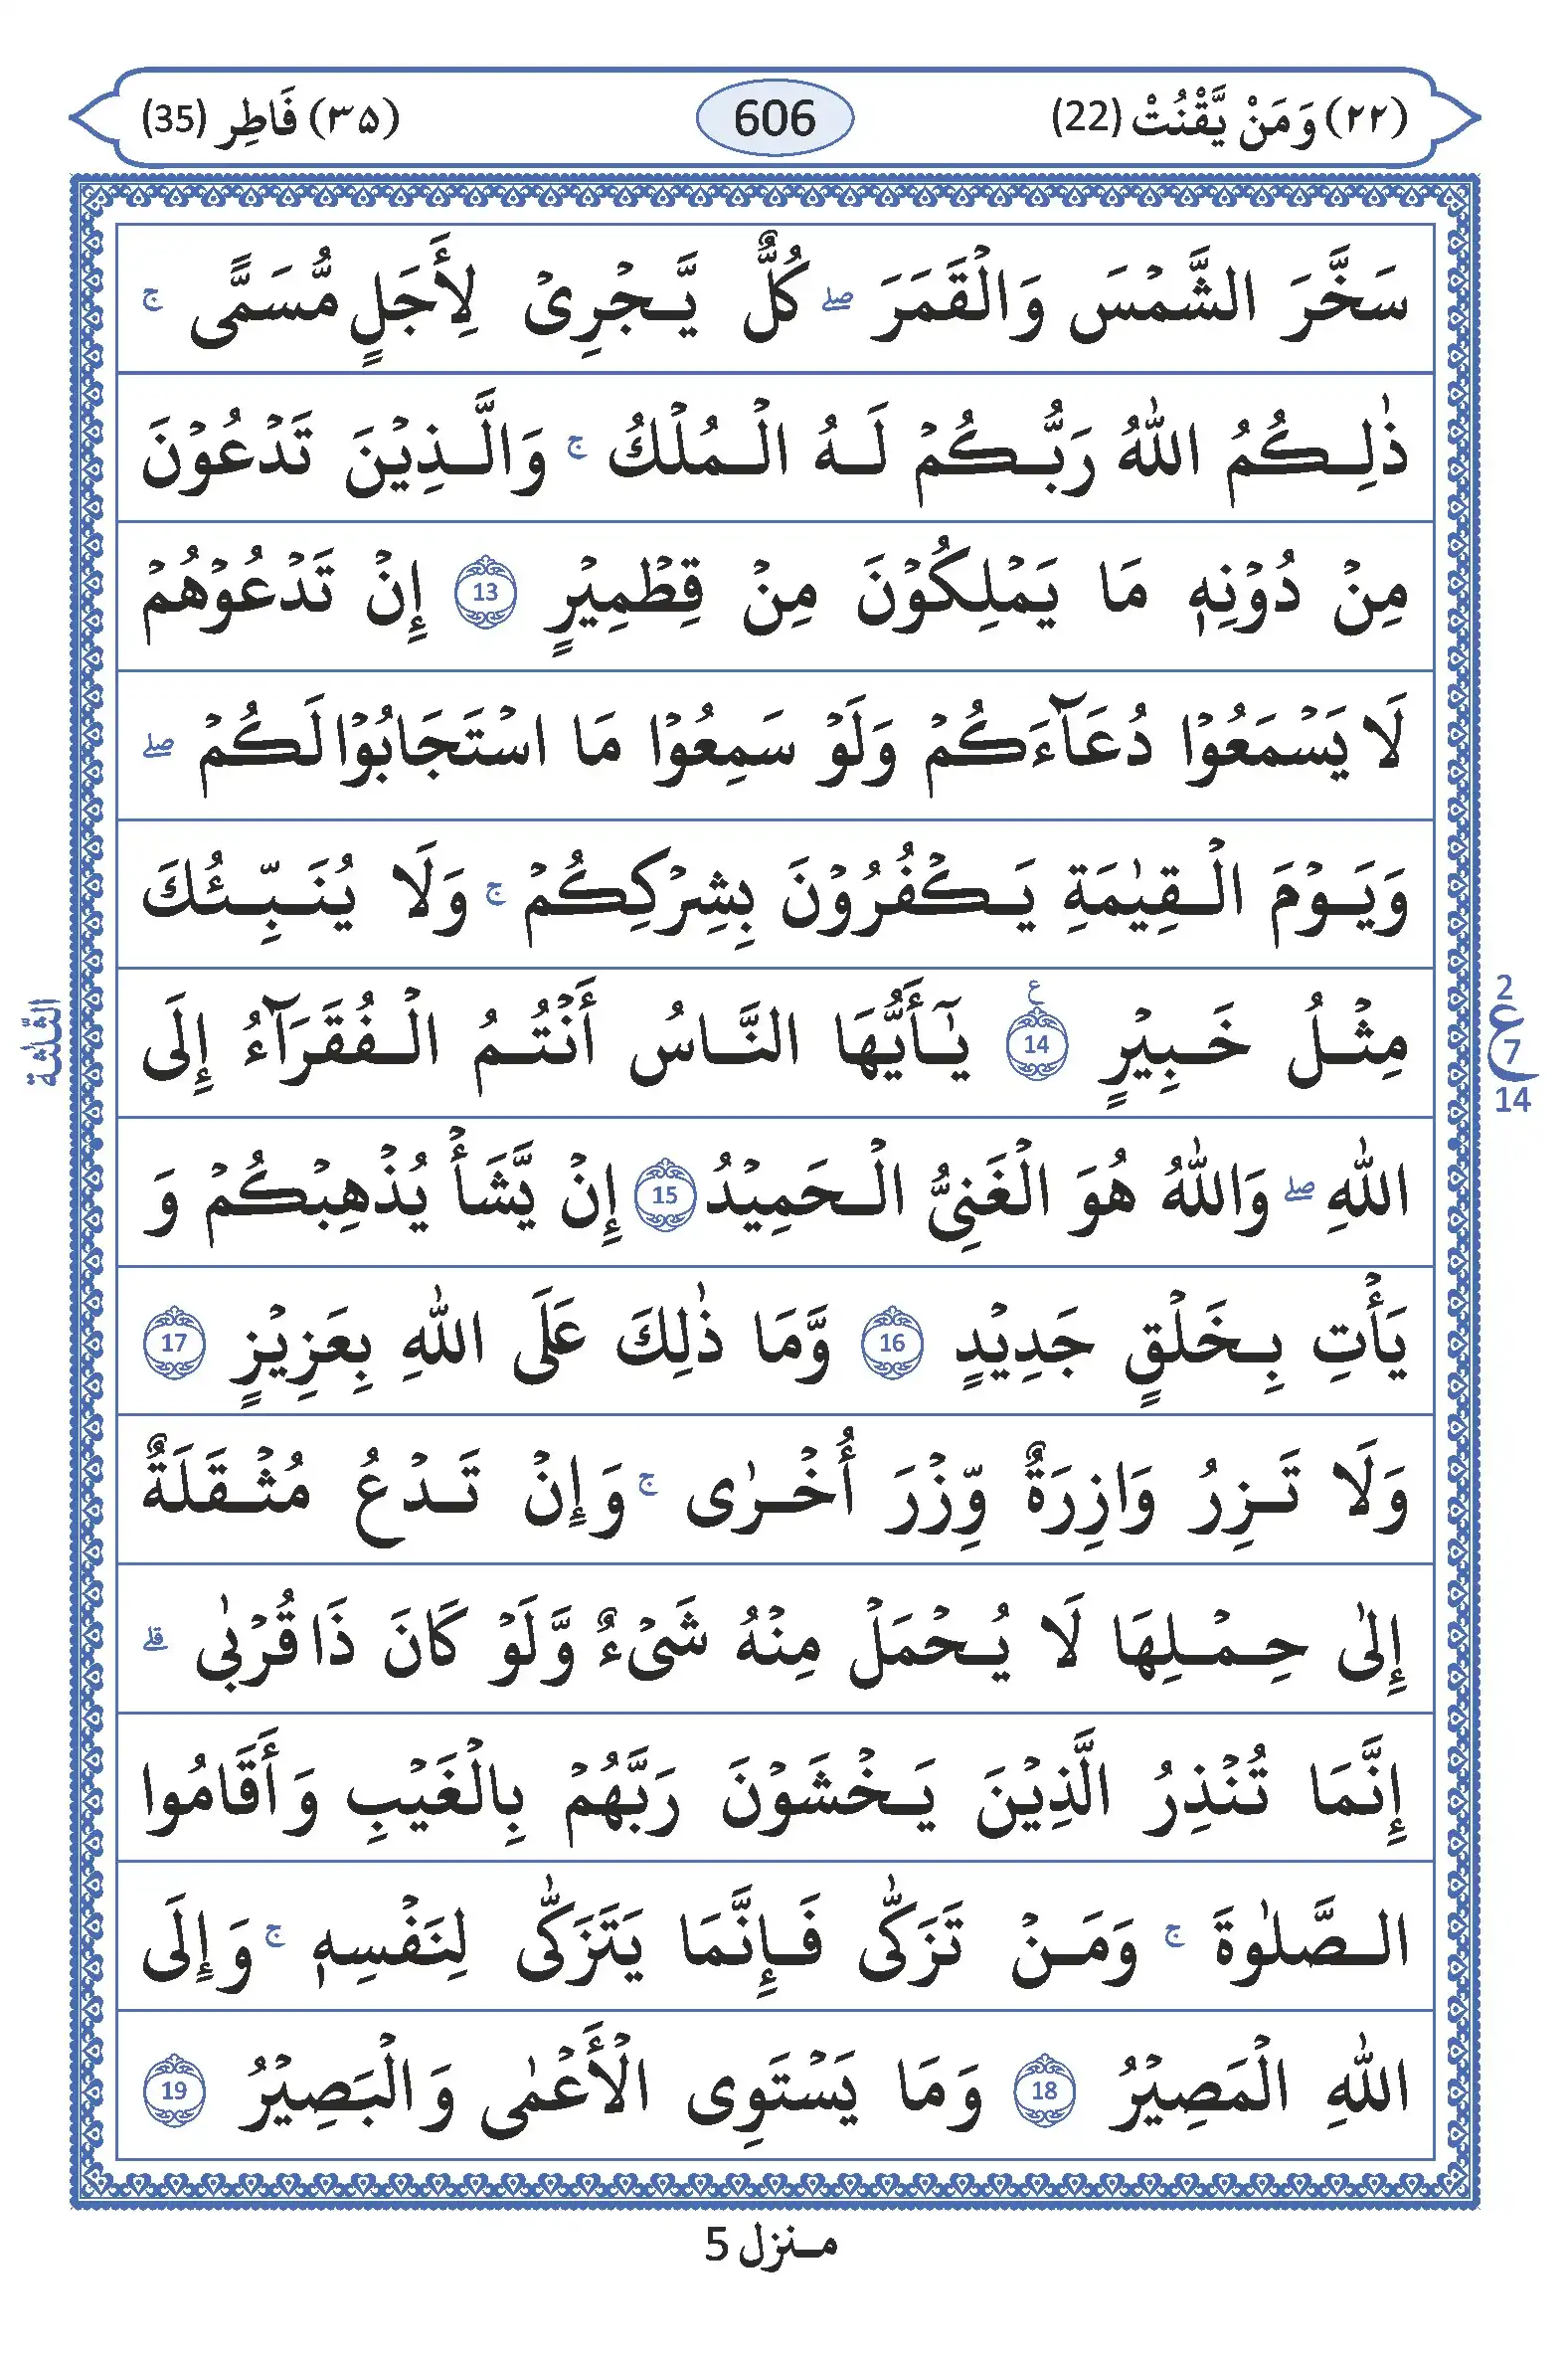 (۲۲) وَمَنْ يَّقْنُتْ (22)
606
(۳۵) فَاطِر (35)
سَخَّرَ الشَّمْسَ وَالْقَمَرَ ۖ كُلٌّ يَّجْرِىْ لِأَجَلٍ مُّسَمًّى ۚ
ذٰلِكُمُ اللّٰهُ رَبُّكُمْ لَهُ الْمُلْكُ ۚ وَالَّذِيْنَ تَدْعُوْنَ
مِنْ دُوْنِهٖ مَا يَمْلِكُوْنَ مِنْ قِطْمِيْرٍ 13 إِنْ تَدْعُوْهُمْ
لَا يَسْمَعُوْا دُعَآءَكُمْ وَلَوْ سَمِعُوْا مَا اسْتَجَابُوْا لَكُمْ ۖ
وَيَوْمَ الْقِيٰمَةِ يَكْفُرُوْنَ بِشِرْكِكُمْ ۚ وَلَا يُنَبِّئُكَ
مِثْلُ خَبِيْرٍ 14 ع يٰٓأَيُّهَا النَّاسُ أَنْتُمُ الْفُقَرَآءُ إِلَى
2
ع 7
14
الثلثة
اللّٰهِ ۖ وَاللّٰهُ هُوَ الْغَنِىُّ الْحَمِيْدُ 15 إِنْ يَّشَأْ يُذْهِبْكُمْ وَ
يَأْتِ بِخَلْقٍ جَدِيْدٍ 16 وَّمَا ذٰلِكَ عَلَى اللّٰهِ بِعَزِيْزٍ 17
وَلَا تَزِرُ وَازِرَةٌ وِّزْرَ أُخْرٰى ۚ وَإِنْ تَدْعُ مُثْقَلَةٌ
إِلٰى حِمْلِهَا لَا يُحْمَلْ مِنْهُ شَىْءٌ وَّلَوْ كَانَ ذَا قُرْبٰى ۗ
إِنَّمَا تُنْذِرُ الَّذِيْنَ يَخْشَوْنَ رَبَّهُمْ بِالْغَيْبِ وَأَقَامُوا
الصَّلٰوةَ ۚ وَمَنْ تَزَكّٰى فَإِنَّمَا يَتَزَكّٰى لِنَفْسِهٖ ۚ وَإِلَى
اللّٰهِ الْمَصِيْرُ 18 وَمَا يَسْتَوِى الْأَعْمٰى وَالْبَصِيْرُ 19
منزل 5